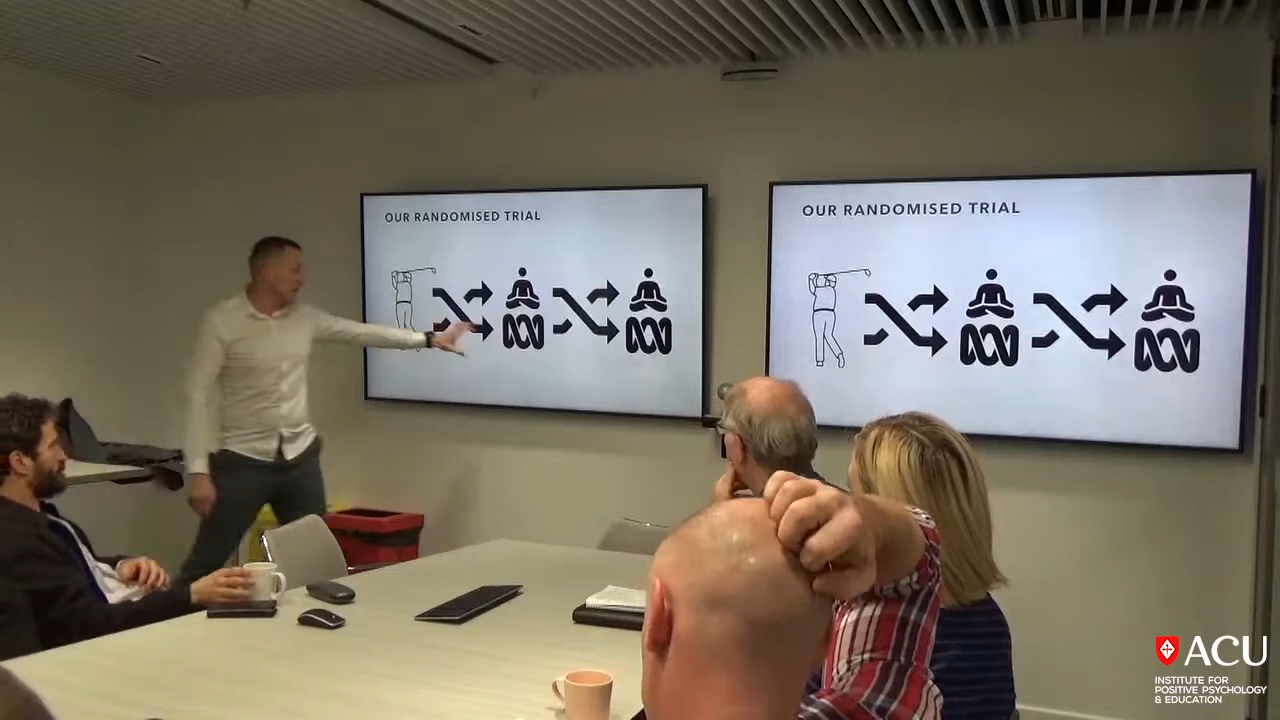 OUR RANDOMISED TRIAL
OUR RANDOMISED TRIAL
ACU
INSTITUTE FOR
POSITIVE PSYCHOLOGY
& EDUCATION